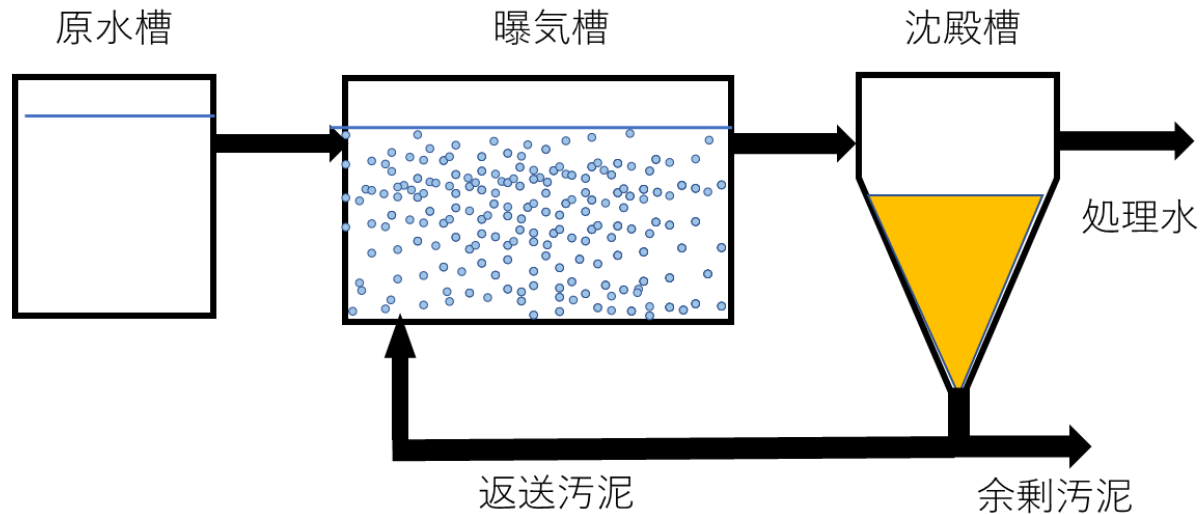 原水槽
曝気槽
沈殿槽
処理水
返送汚泥
余剰汚泥